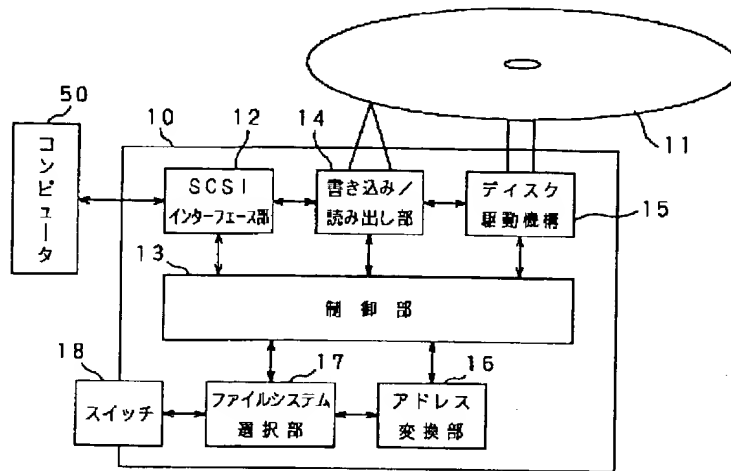 50
コンピュータ
10
12
SCSI
インターフェース部
14
書き込み/
読み出し部
11
ディスク
駆動機構
15
13
制御部
18
スイッチ
17
ファイルシステム
選択部
16
アドレス
変換部